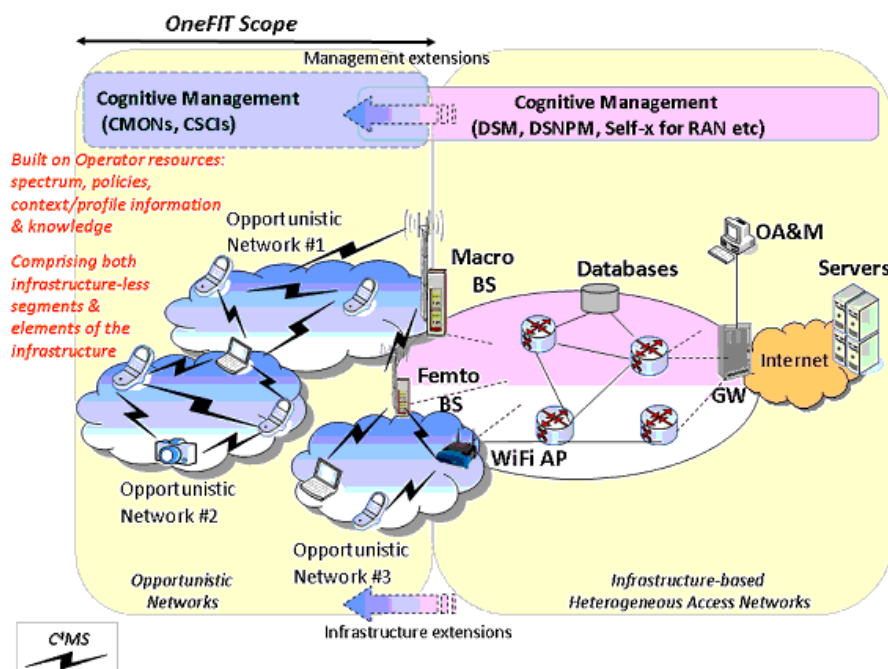 OneFIT Scope
Management extensions
Cognitive Management
(CMONs, CSCIs)
Cognitive Management
(DSM, DSNPM, Self-x for RAN etc)
Built on Operator resources:
spectrum, policies,
context/profile information
& knowledge
Comprising both
infrastructure-less
segments &
elements of the
infrastructure
Opportunistic
Network #1
Macro
BS
Databases
OA&M
Servers
Internet
GW
Femto
BS
WiFi AP
Opportunistic
Network #2
Opportunistic
Network #3
Opportunistic
Networks
Infrastructure-based
Heterogeneous Access Networks
Infrastructure extensions
C⁴MS